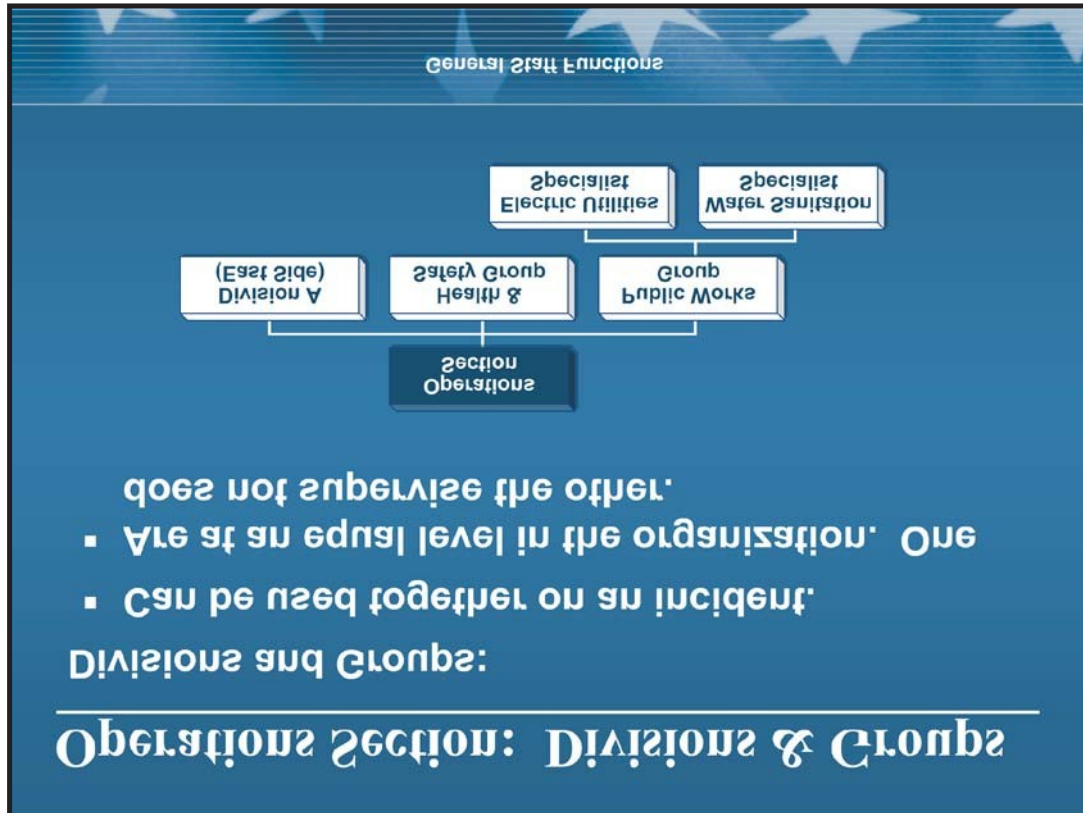 Operations Section:  Divisions & Groups
Divisions and Groups:
▪ Can be used together on an incident.
▪ Are at an equal level in the organization.  One
does not supervise the other.
Operations
Section
Division A
(East Side)
Health &
Safety Group
Public Works
Group
Electric Utilities
Specialist
Water Sanitation
Specialist
General Staff Functions